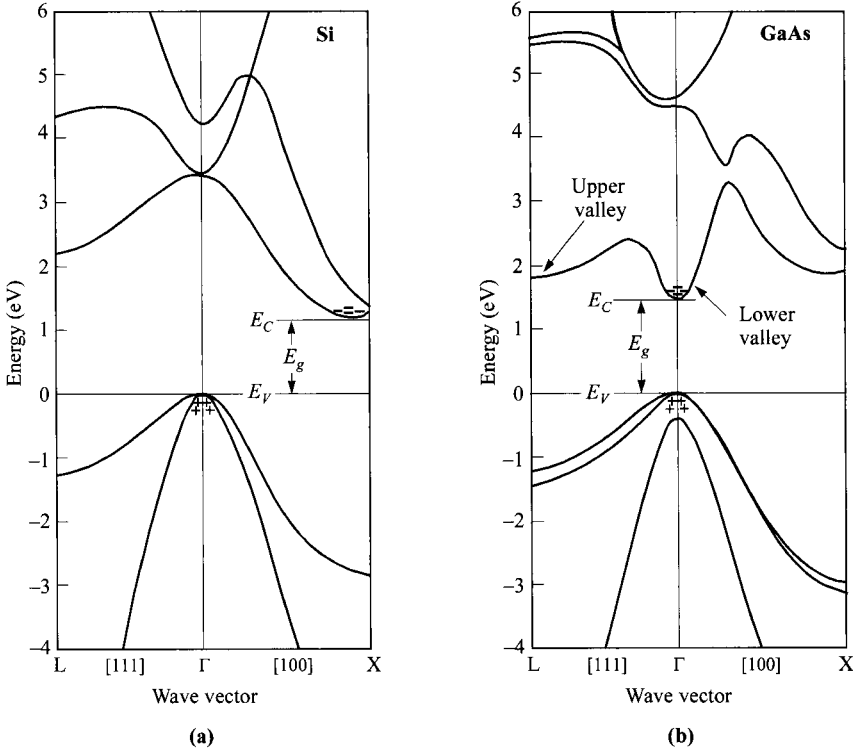 Si
6
5
4
3
2
1
0
−1
−2
−3
−4
Energy (eV)
E_C
E_g
E_V
L [111] Γ [100] X
Wave vector
(a)
GaAs
6
5
4
3
2
1
0
−1
−2
−3
−4
Energy (eV)
Upper
valley
Lower
valley
E_C
E_g
E_V
L [111] Γ [100] X
Wave vector
(b)